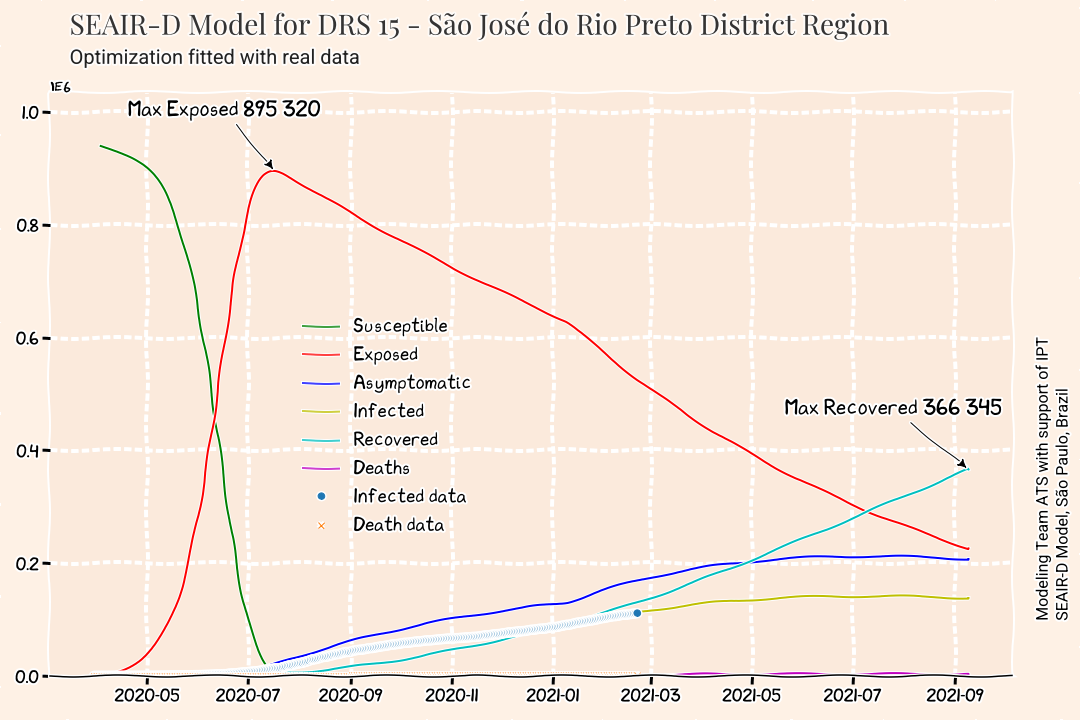 SEAIR-D Model for DRS 15 - São José do Rio Preto District Region
Optimization fitted with real data
1E6
Max Exposed 895 320
1.0
0.8
0.6
0.4
0.2
0.0
Susceptible
Exposed
Asymptomatic
Infected
Recovered
Deaths
Infected data
Death data
Max Recovered 366 345
2020-05
2020-07
2020-09
2020-11
2021-01
2021-03
2021-05
2021-07
2021-09
Modeling Team ATS with support of IPT
SEAIR-D Model, São Paulo, Brazil